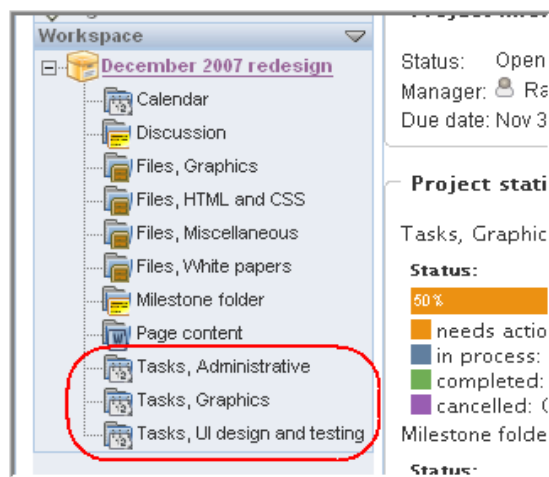 Workspace
December 2007 redesign
Calendar
Discussion
Files, Graphics
Files, HTML and CSS
Files, Miscellaneous
Files, White papers
Milestone folder
Page content
Tasks, Administrative
Tasks, Graphics
Tasks, UI design and testing
Project
Status: Open
Manager: Ra
Due date: Nov 3
Project stati
Tasks, Graphic
Status:
50%
needs actio
in process:
completed:
cancelled:
Milestone folde
Status: